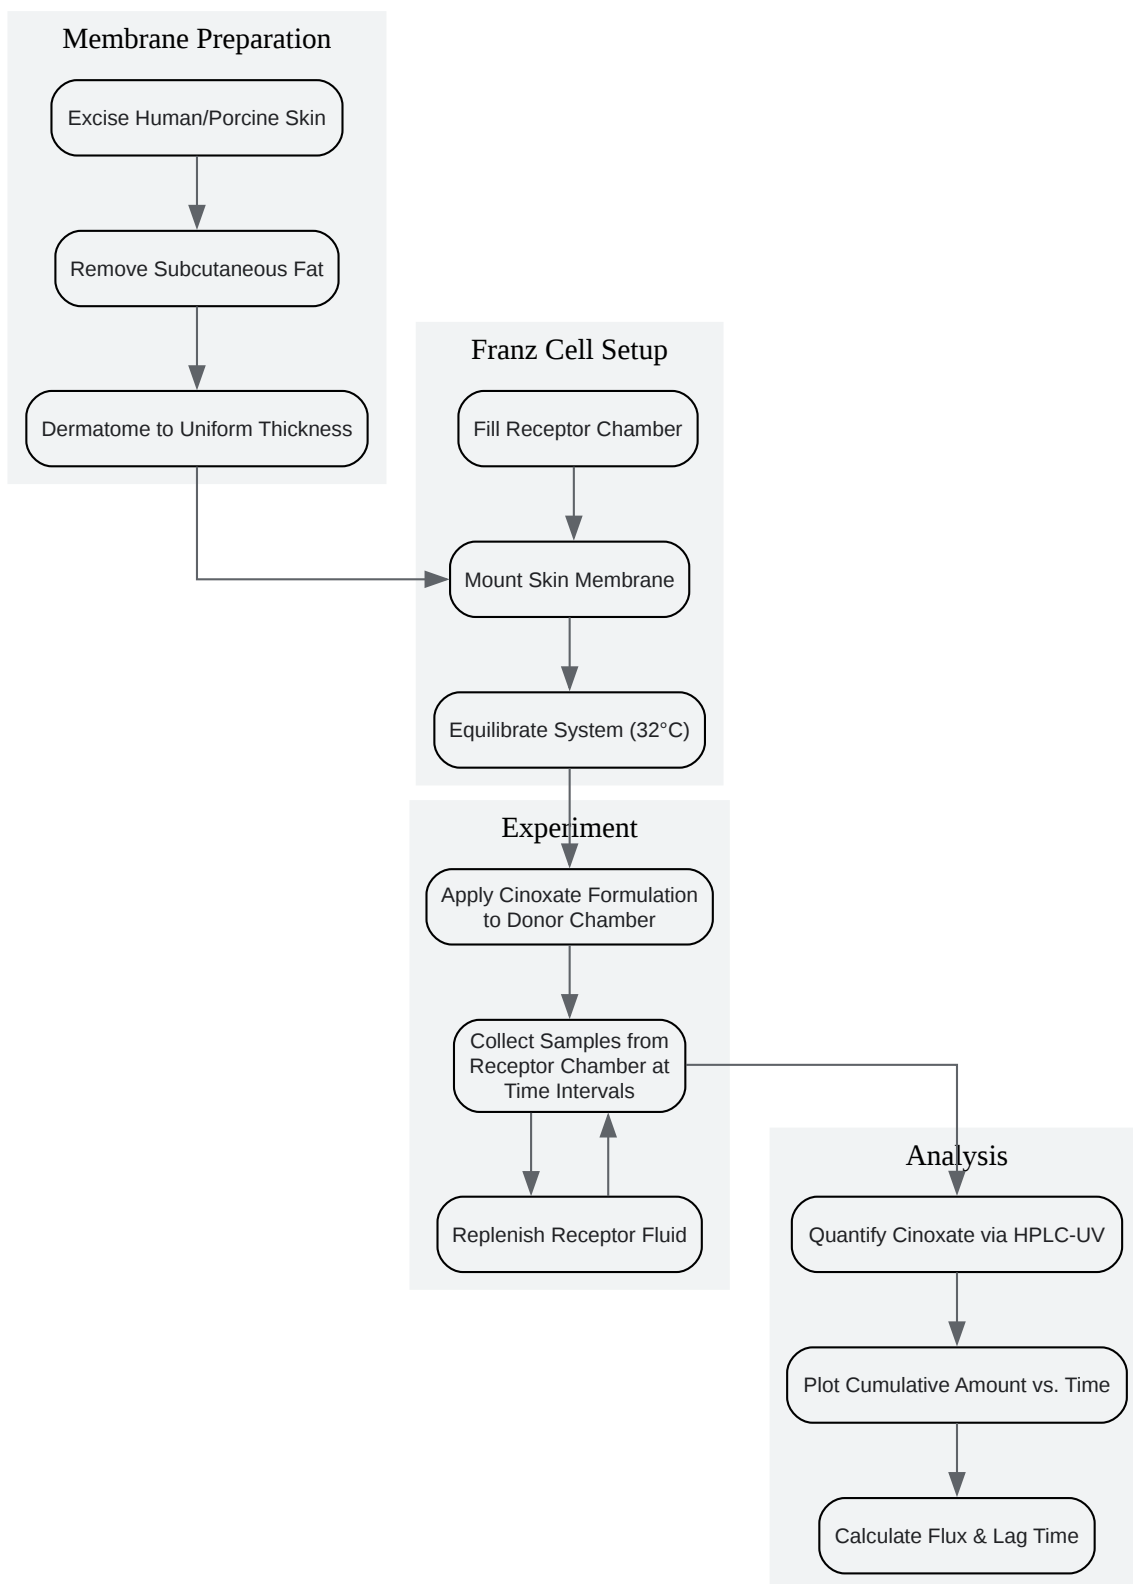 Membrane Preparation
Excise Human/Porcine Skin
Remove Subcutaneous Fat
Dermatome to Uniform Thickness
Franz Cell Setup
Fill Receptor Chamber
Mount Skin Membrane
Equilibrate System (32°C)
Experiment
Apply Cinoxate Formulation
to Donor Chamber
Collect Samples from
Receptor Chamber at
Time Intervals
Replenish Receptor Fluid
Analysis
Quantify Cinoxate via HPLC-UV
Plot Cumulative Amount vs. Time
Calculate Flux & Lag Time